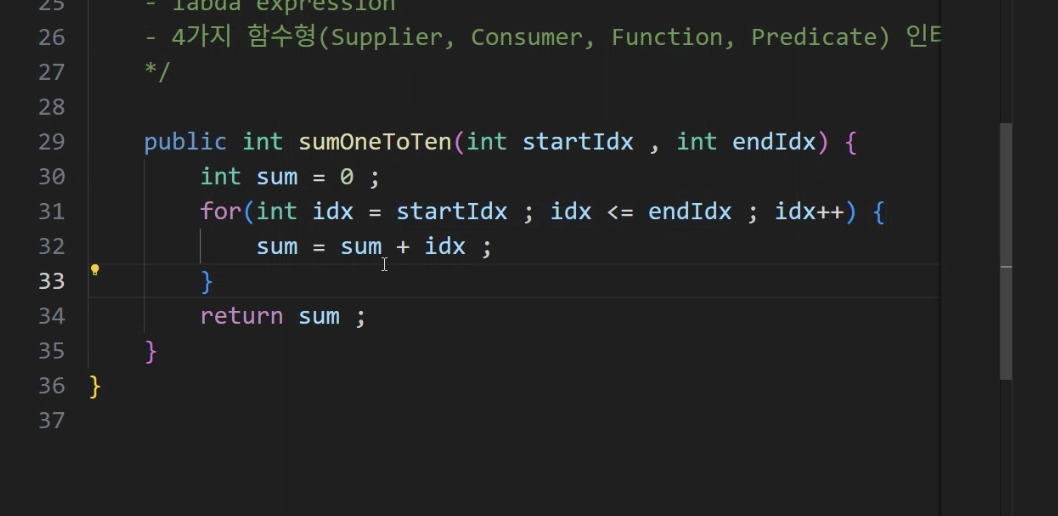 25 - labda expression
26 - 4가지 함수형(Supplier, Consumer, Function, Predicate)
27 */
28
29 public int sumOneToTen(int startIdx , int endIdx) {
30 int sum = 0 ;
31 for(int idx = startIdx ; idx <= endIdx ; idx++) {
32 sum = sum + idx ;
33 }
34 return sum ;
35 }
36 }
37